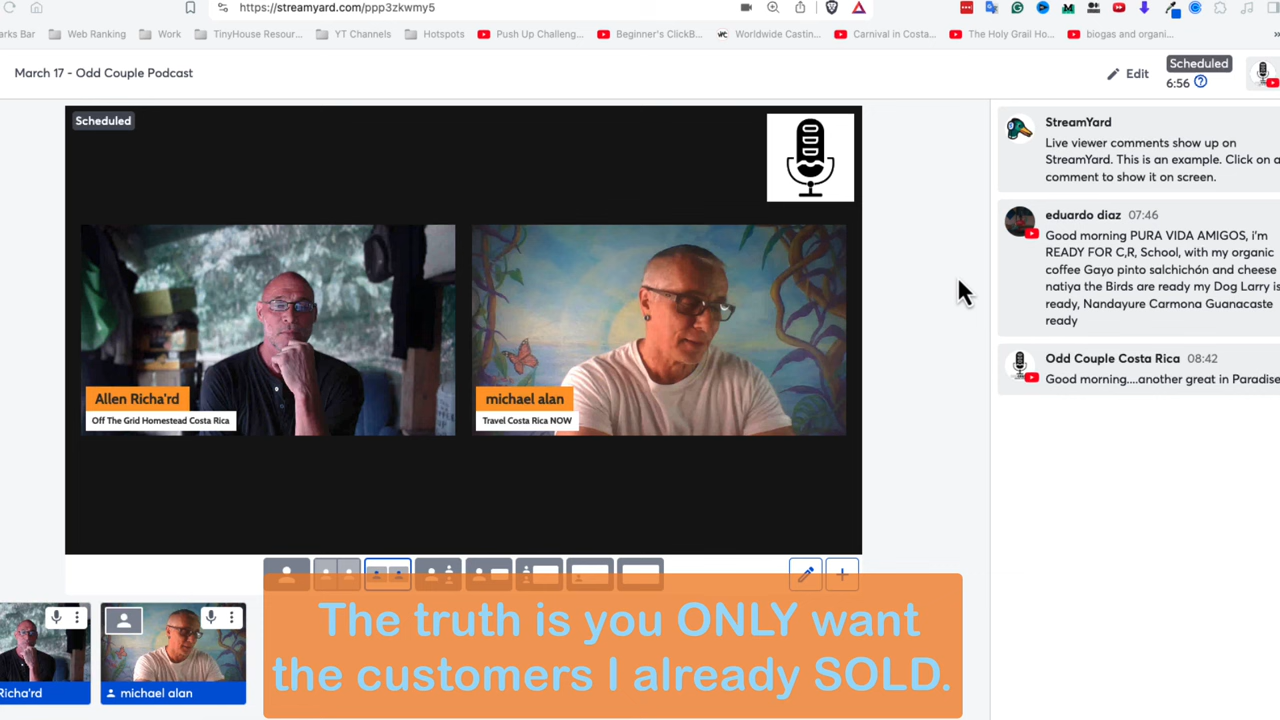 https://streamyard.com/ppp3zkwmy5
arks Bar
Web Ranking
Work
TinyHouse Resour...
YT Channels
Hotspots
Push Up Challeng...
Beginner's ClickB...
Worldwide Castin...
Carnival in Costa...
The Holy Grail Ho...
biogas and organi...
March 17 - Odd Couple Podcast
Edit
Scheduled
6:56
Scheduled
ODD
Allen Richa'rd
Off The Grid Homestead Costa Rica
michael alan
Travel Costa Rica NOW
StreamYard
Live viewer comments show up on
StreamYard. This is an example. Click on a
comment to show it on screen.
eduardo diaz 07:46
Good morning PURA VIDA AMIGOS, i'm
READY FOR C,R, School, with my organic
coffee Gayo pinto salchichón and cheese
natiya the Birds are ready my Dog Larry is
ready, Nandayure Carmona Guanacaste
ready
Odd Couple Costa Rica 08:42
Good morning....another great in Paradise
Richa'rd
michael alan
The truth is you ONLY want
the customers I already SOLD.